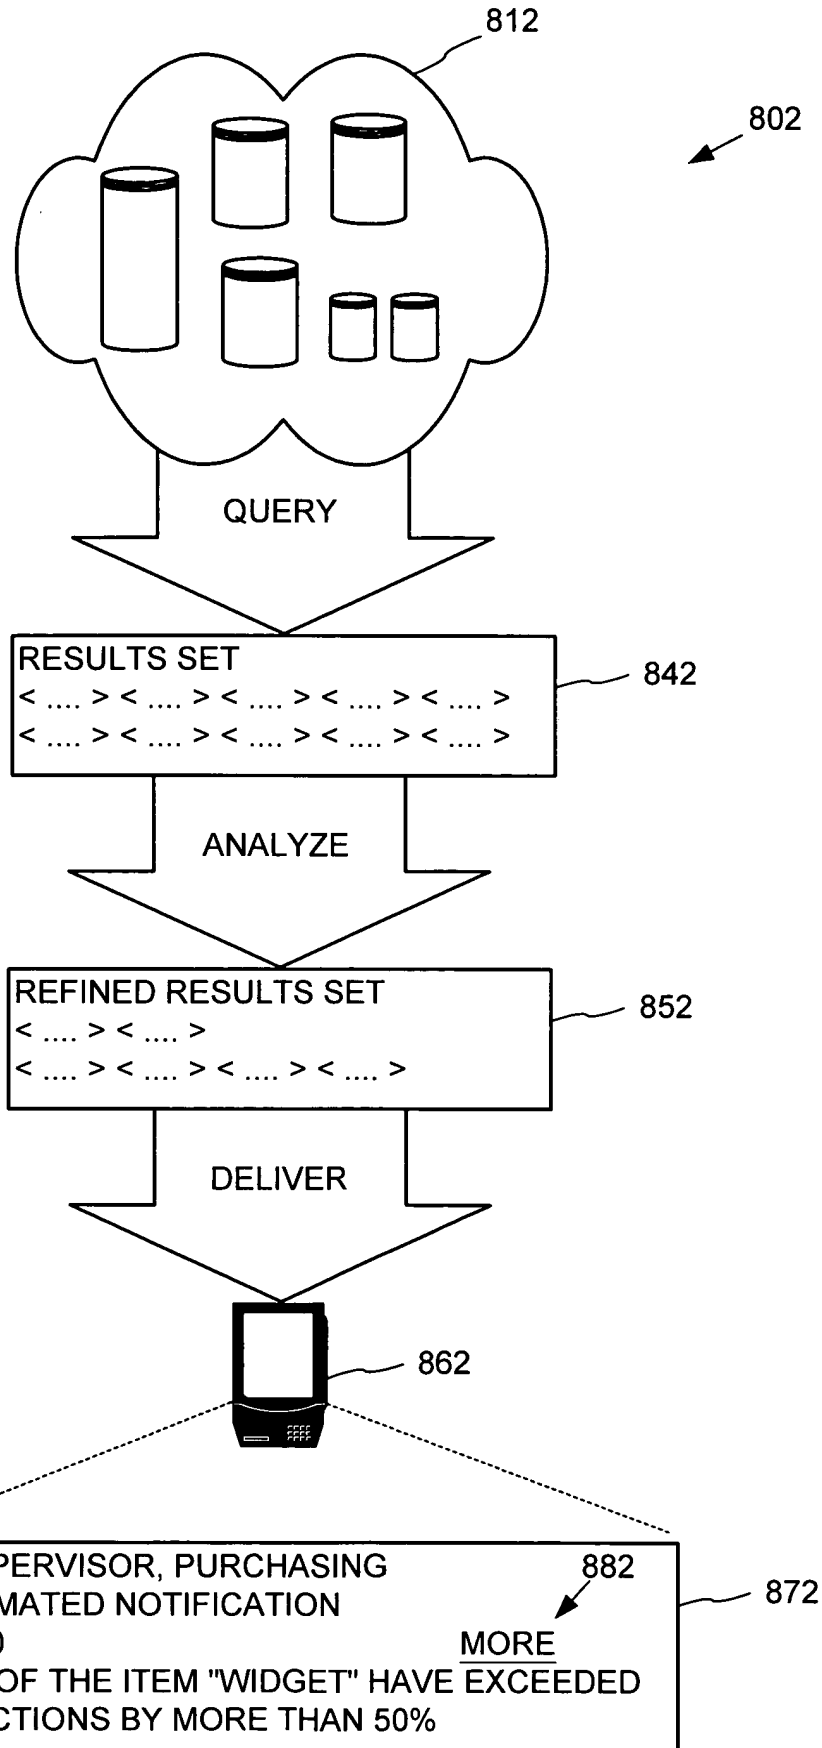 812
802
QUERY
RESULTS SET
< .... > < .... > < .... > < .... > < .... >
< .... > < .... > < .... > < .... > < .... >
842
ANALYZE
REFINED RESULTS SET
< .... > < .... >
< .... > < .... > < .... > < .... >
852
DELIVER
862
PERVISOR, PURCHASING
882
MATED NOTIFICATION
872
MORE
OF THE ITEM "WIDGET" HAVE EXCEEDED
CTIONS BY MORE THAN 50%